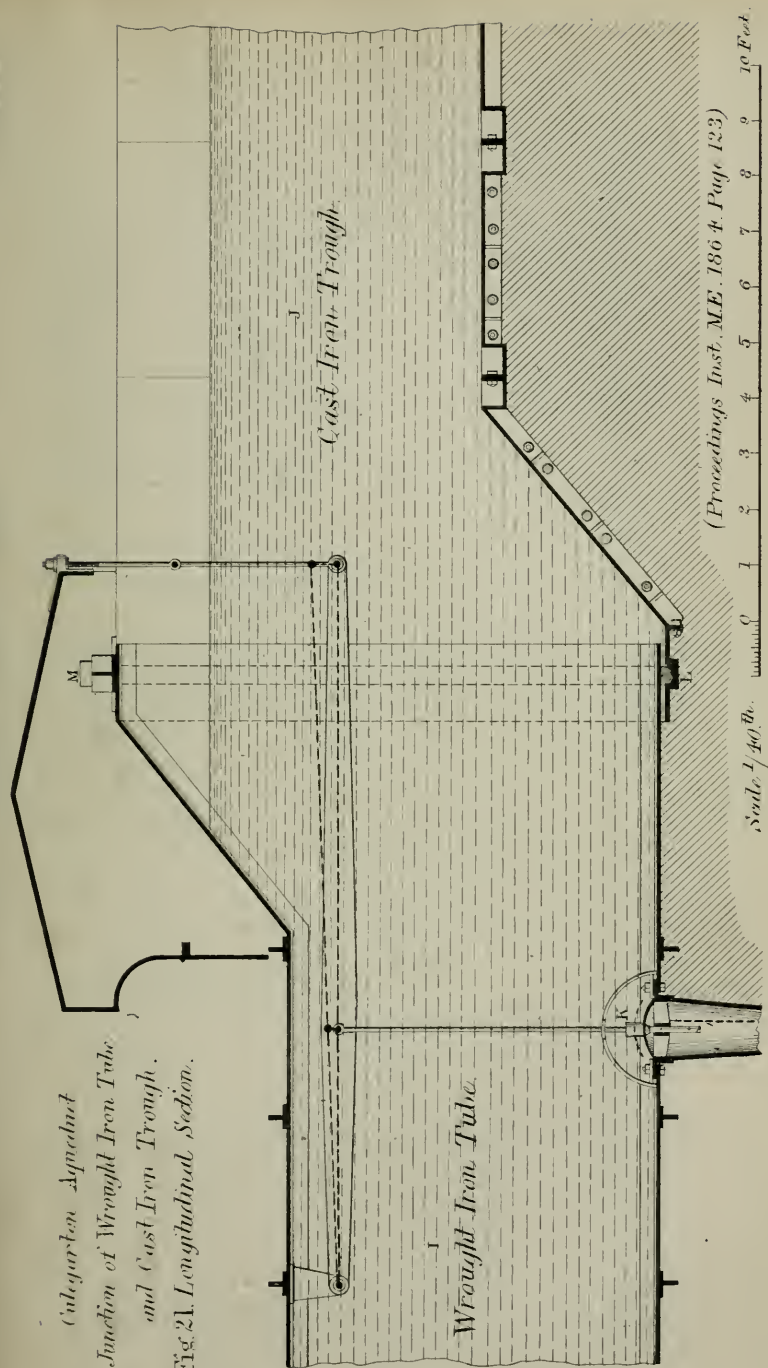 Culegarten Aqueduct
Junction of Wrought Iron Tube
and Cast Iron Trough.
Fig. 21. Longitudinal Section.
M
Cast Iron Trough
J
Wrought Iron Tube.
I
K
L
(Proceedings Inst. M.E. 1864. Page 123)
Scale 1/40th.
0 1 2 3 4 5 6 7 8 9 10 Feet.